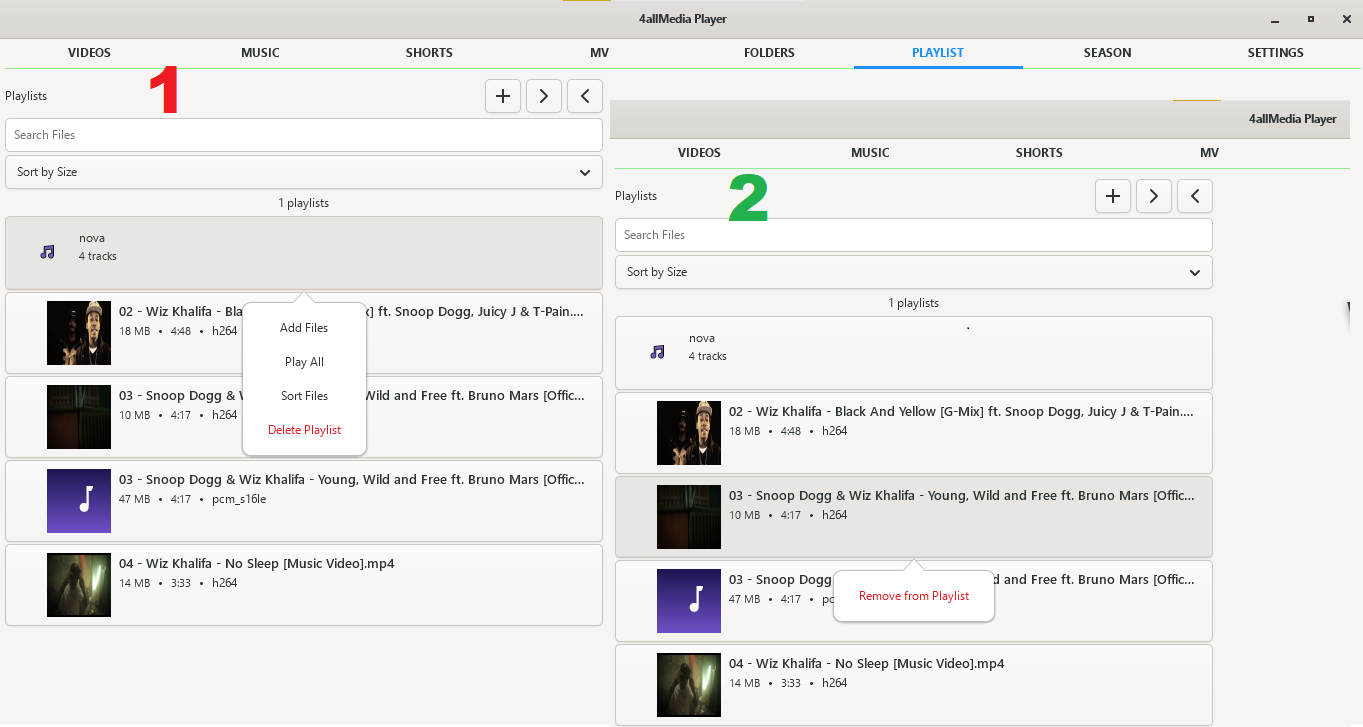 4allMedia Player
VIDEOS MUSIC SHORTS MV FOLDERS PLAYLIST SEASON SETTINGS
1
Playlists
Search Files
Sort by Size
1 playlists
nova
4 tracks
02 - Wiz Khalifa - Bla
] ft. Snoop Dogg, Juicy J & T-Pain....
18 MB • 4:48 • h264
Add Files
Play All
Sort Files
Delete Playlist
03 - Snoop Dogg & W
Wild and Free ft. Bruno Mars [Offic...
10 MB • 4:17 • h264
03 - Snoop Dogg & Wiz Khalifa - Young, Wild and Free ft. Bruno Mars [Offic...
47 MB • 4:17 • pcm_s16le
04 - Wiz Khalifa - No Sleep [Music Video].mp4
14 MB • 3:33 • h264
4allMedia Player
VIDEOS MUSIC SHORTS MV
2
Playlists
Search Files
Sort by Size
1 playlists
nova
4 tracks
02 - Wiz Khalifa - Black And Yellow [G-Mix] ft. Snoop Dogg, Juicy J & T-Pain....
18 MB • 4:48 • h264
03 - Snoop Dogg & Wiz Khalifa - Young, Wild and Free ft. Bruno Mars [Offic...
10 MB • 4:17 • h264
03 - Snoop Dogg
d and Free ft. Bruno Mars [Offic...
47 MB • 4:17 • pc
Remove from Playlist
04 - Wiz Khalifa - No Sleep [Music Video].mp4
14 MB • 3:33 • h264